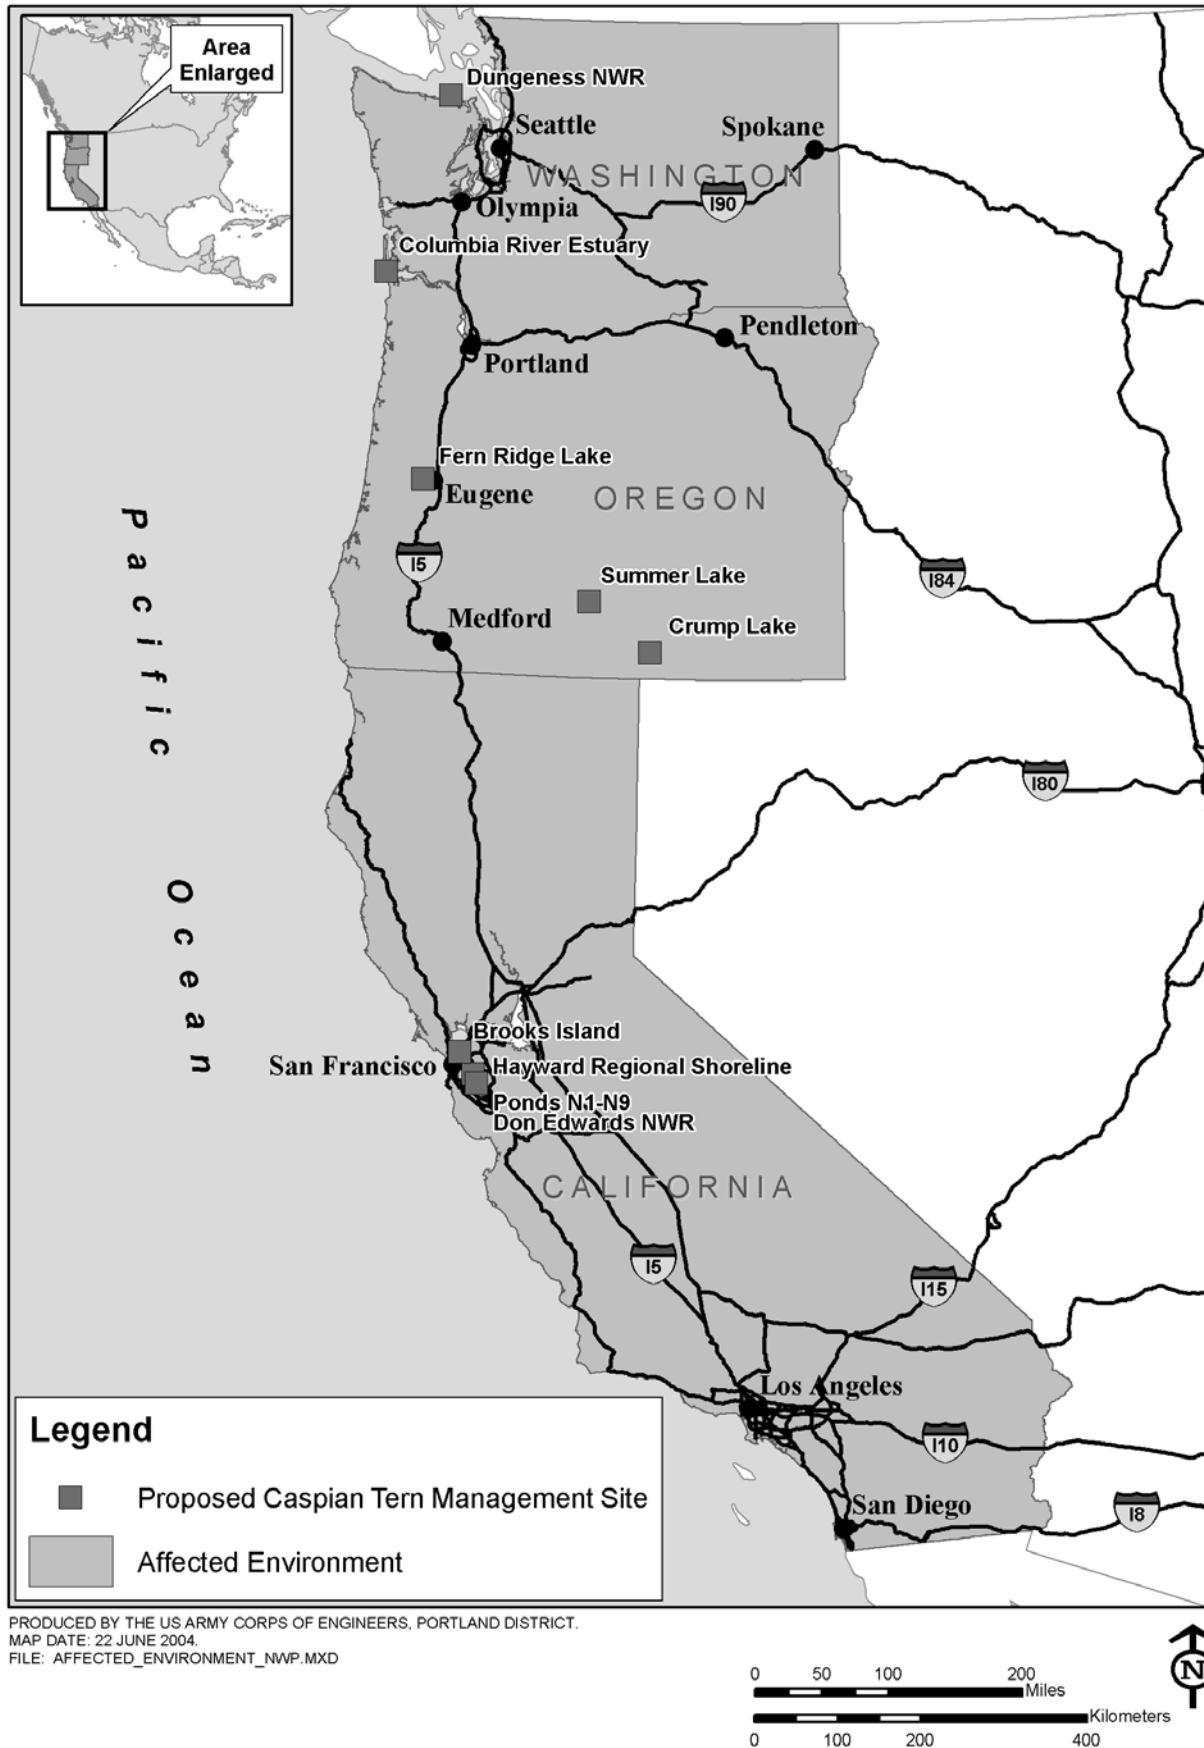 Area
Enlarged
Dungeness NWR
Seattle
Spokane
WASHINGTON
I90
Olympia
Columbia River Estuary
Pendleton
Portland
Fern Ridge Lake
Eugene
OREGON
Pacific Ocean
I5
Summer Lake
I84
Medford
Crump Lake
I80
Brooks Island
San Francisco
Hayward Regional Shoreline
Ponds N1-N9
Don Edwards NWR
CALIFORNIA
I5
I15
Los Angeles
I10
San Diego
I8
Legend
Proposed Caspian Tern Management Site
Affected Environment
PRODUCED BY THE US ARMY CORPS OF ENGINEERS, PORTLAND DISTRICT.
MAP DATE: 22 JUNE 2004.
FILE: AFFECTED_ENVIRONMENT_NWP.MXD
N
0 50 100 200
Miles
Kilometers
0 100 200 400